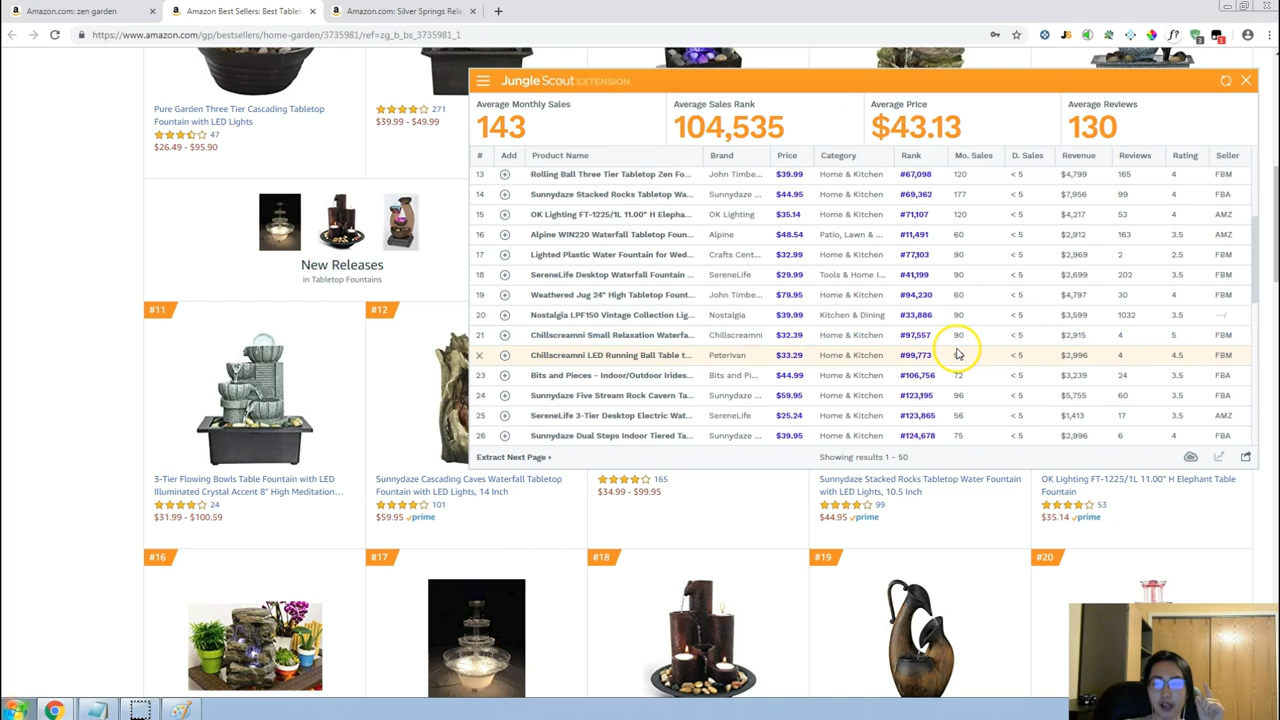 Amazon.com: zen garden
Amazon Best Sellers: Best Tablet
Amazon.com: Silver Springs Rela
https://www.amazon.com/gp/bestsellers/home-garden/3735981/ref=zg_b_bs_3735981_1
Pure Garden Three Tier Cascading Tabletop
Fountain with LED Lights
47
$26.49 - $95.90
271
$39.99 - $49.99
New Releases
in Tabletop Fountains
Jungle Scout EXTENSION
Average Monthly Sales Average Sales Rank Average Price Average Reviews
143 104,535 $43.13 130
# Add Product Name Brand Price Category Rank Mo. Sales D. Sales Revenue Reviews Rating Seller
13 Rolling Ball Three Tier Tabletop Zen Fo... John Timbe... $39.99 Home & Kitchen #67,098 120 < 5 $4,799 165 4 FBM
14 Sunnydaze Stacked Rocks Tabletop Wa... Sunnydaze ... $44.95 Home & Kitchen #69,362 177 < 5 $7,956 99 4 FBA
15 OK Lighting FT-1225/1L 11.00" H Elepha... OK Lighting $35.14 Home & Kitchen #71,107 120 < 5 $4,217 53 4 AMZ
16 Alpine WIN220 Waterfall Tabletop Foun... Alpine $48.54 Patio, Lawn & ... #11,491 60 < 5 $2,912 163 3.5 AMZ
17 Lighted Plastic Water Fountain for Wed... Crafts Cent... $32.99 Home & Kitchen #77,103 90 < 5 $2,969 2 2.5 FBM
18 SereneLife Desktop Waterfall Fountain ... SereneLife $29.99 Tools & Home I... #41,199 90 < 5 $2,699 202 3.5 FBM
19 Weathered Jug 24" High Tabletop Fount... John Timbe... $79.95 Home & Kitchen #94,230 60 < 5 $4,797 30 4 FBM
20 Nostalgia LPF150 Vintage Collection Lig... Nostalgia $39.99 Kitchen & Dining #33,886 90 < 5 $3,599 1032 3.5
21 Chillscreamni Small Relaxation Waterfa... Chillscreamni $32.39 Home & Kitchen #97,557 90 < 5 $2,915 4 5 FBM
Chillscreamni LED Running Ball Table t... PeterIvan $33.29 Home & Kitchen #99,773 < 5 $2,996 4 4.5 FBM
23 Bits and Pieces - Indoor/Outdoor Irides... Bits and Pi... $44.99 Home & Kitchen #106,756 72 < 5 $3,239 24 3.5 FBA
24 Sunnydaze Five Stream Rock Cavern Ta... Sunnydaze ... $59.95 Home & Kitchen #123,195 96 < 5 $5,755 60 3.5 FBA
25 SereneLife 3-Tier Desktop Electric Wat... SereneLife $25.24 Home & Kitchen #123,865 56 < 5 $1,413 17 3.5 AMZ
26 Sunnydaze Dual Steps Indoor Tiered Ta... Sunnydaze ... $39.95 Home & Kitchen #124,678 75 < 5 $2,996 6 4 FBA
Extract Next Page Showing results 1 - 50
#11
3-Tier Flowing Bowls Table Fountain with LED
Illuminated Crystal Accent 8" High Meditation...
24
$31.99 - $100.59
#12
Sunnydaze Cascading Caves Waterfall Tabletop
Fountain with LED Lights, 14 Inch
101
$59.95 prime
165
$34.99 - $99.95
Sunnydaze Stacked Rocks Tabletop Water Fountain
with LED Lights, 10.5 Inch
99
$44.95 prime
OK Lighting FT-1225/1L 11.00" H Elephant Table
Fountain
53
$35.14 prime
#16
#17
#18
#19
#20